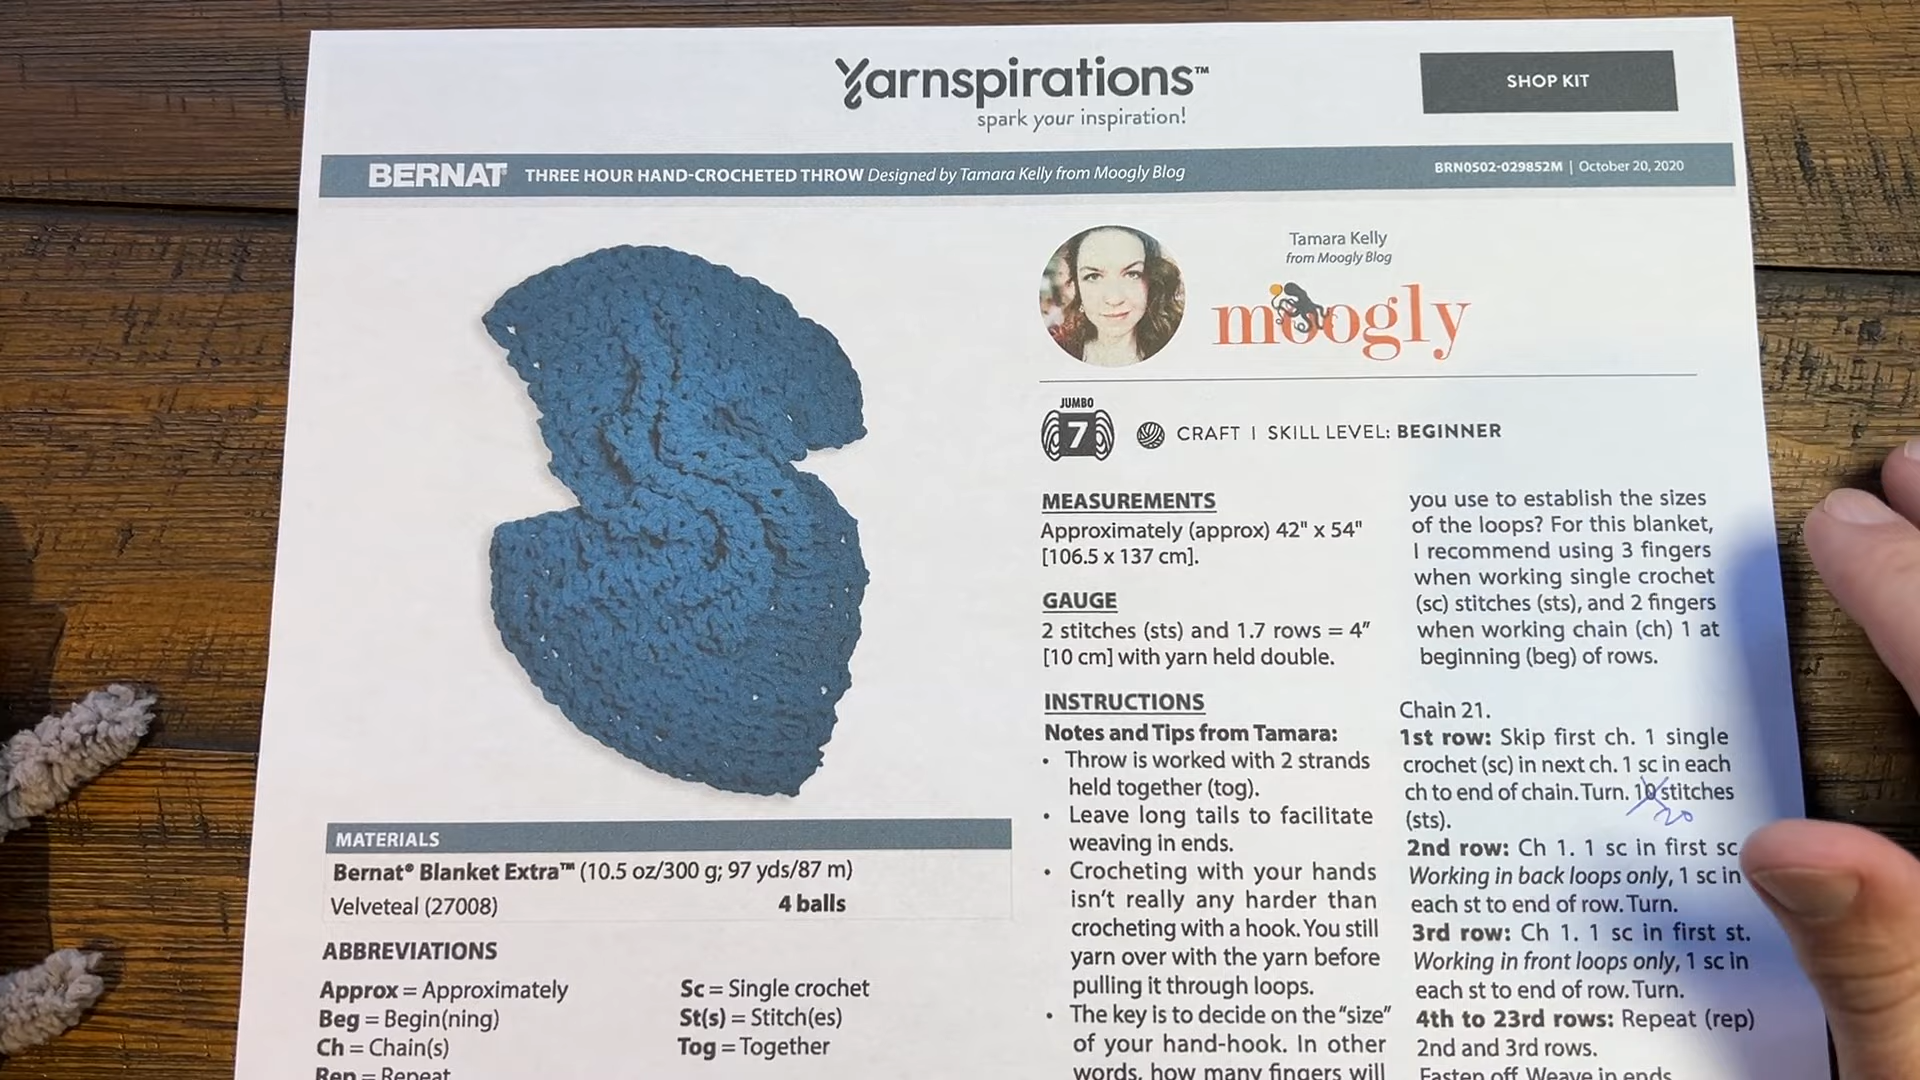 Yarnspirations™
spark your inspiration!
SHOP KIT
BERNAT THREE HOUR HAND-CROCHETED THROW Designed by Tamara Kelly from Moogly Blog
BRN0502-029852M | October 20, 2020
Tamara Kelly
from Moogly Blog
moogly
JUMBO
7
CRAFT | SKILL LEVEL: BEGINNER
MEASUREMENTS
Approximately (approx) 42" x 54"
[106.5 x 137 cm].
GAUGE
2 stitches (sts) and 1.7 rows = 4"
[10 cm] with yarn held double.
INSTRUCTIONS
Notes and Tips from Tamara:
• Throw is worked with 2 strands
held together (tog).
• Leave long tails to facilitate
weaving in ends.
• Crocheting with your hands
isn't really any harder than
crocheting with a hook. You still
yarn over with the yarn before
pulling it through loops.
• The key is to decide on the "size"
of your hand-hook. In other
words, how many fingers will
you use to establish the sizes
of the loops? For this blanket,
I recommend using 3 fingers
when working single crochet
(sc) stitches (sts), and 2 fingers
when working chain (ch) 1 at
beginning (beg) of rows.
Chain 21.
1st row: Skip first ch. 1 single
crochet (sc) in next ch. 1 sc in each
ch to end of chain. Turn. 10 stitches
20
(sts).
2nd row: Ch 1. 1 sc in first sc.
Working in back loops only, 1 sc in
each st to end of row. Turn.
3rd row: Ch 1. 1 sc in first st.
Working in front loops only, 1 sc in
each st to end of row. Turn.
4th to 23rd rows: Repeat (rep)
2nd and 3rd rows.
Fasten off. Weave in ends.
MATERIALS
Bernat® Blanket Extra™ (10.5 oz/300 g; 97 yds/87 m)
Velveteal (27008) 4 balls
ABBREVIATIONS
Approx = Approximately
Beg = Begin(ning)
Ch = Chain(s)
Rep = Repeat
Sc = Single crochet
St(s) = Stitch(es)
Tog = Together